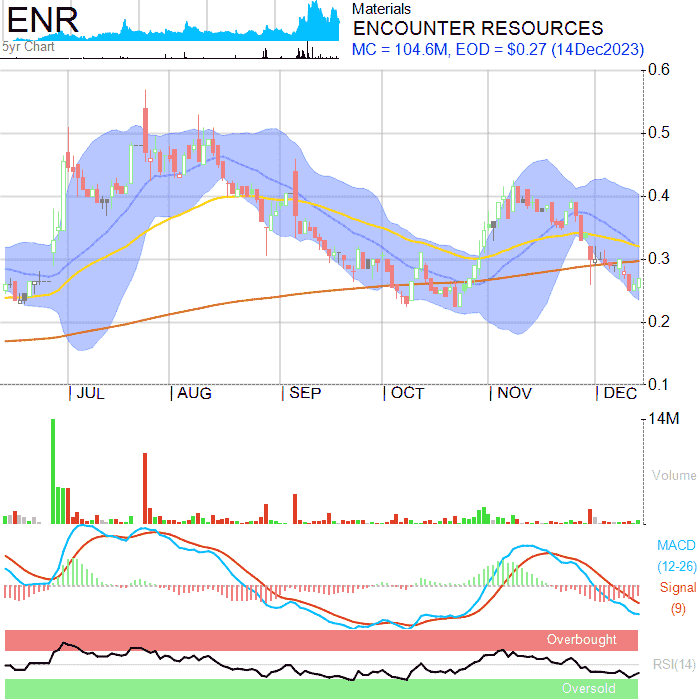 ENR
5yr Chart
Materials
ENCOUNTER RESOURCES
MC = 104.6M, EOD = $0.27 (14Dec2023)
0.6
0.5
0.4
0.3
0.2
0.1
JUL AUG SEP OCT NOV DEC
14M
Volume
MACD
(12-26)
Signal
(9)
Overbought
RSI(14)
Oversold